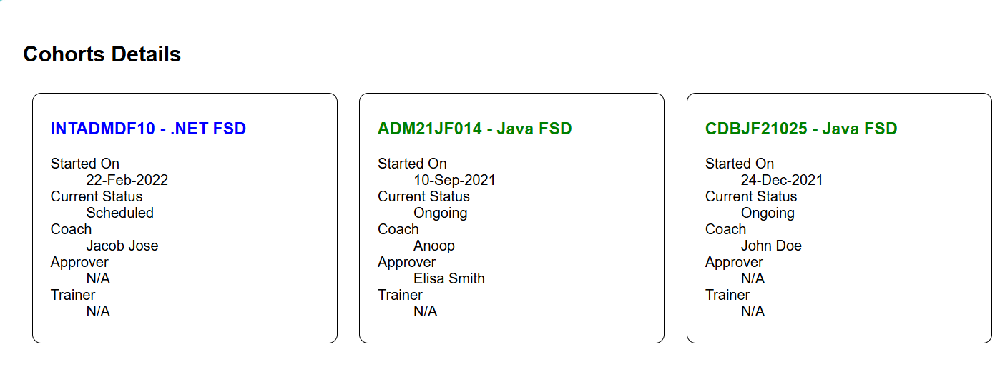 Cohorts Details
INTADMDF10 - .NET FSD
Started On
22-Feb-2022
Current Status
Scheduled
Coach
Jacob Jose
Approver
N/A
Trainer
N/A
ADM21JF014 - Java FSD
Started On
10-Sep-2021
Current Status
Ongoing
Coach
Anoop
Approver
Elisa Smith
Trainer
N/A
CDBJF21025 - Java FSD
Started On
24-Dec-2021
Current Status
Ongoing
Coach
John Doe
Approver
N/A
Trainer
N/A